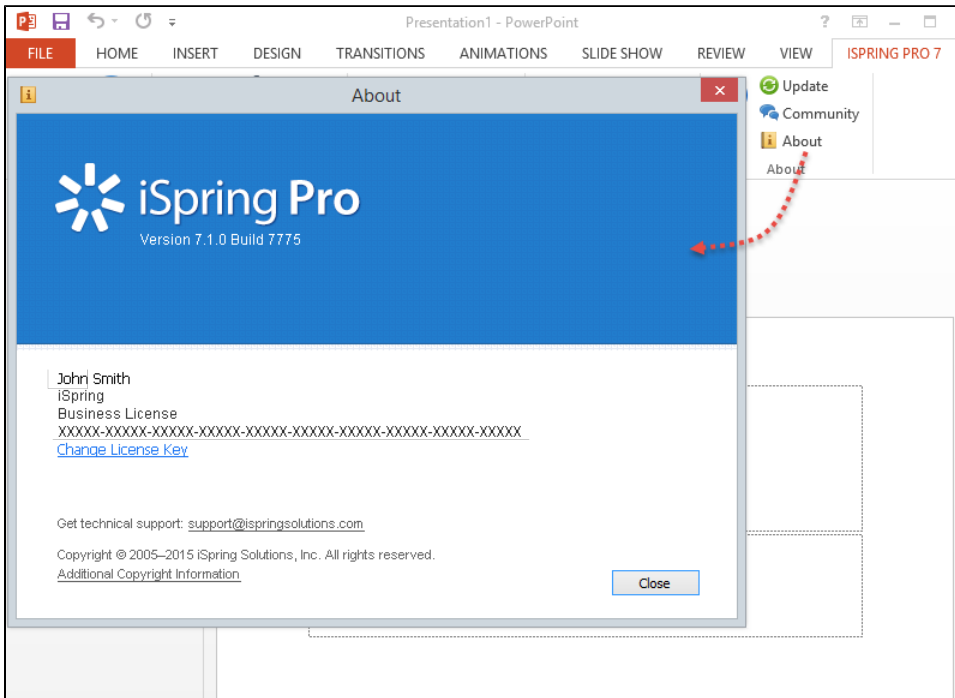 Presentation1 - PowerPoint
FILE HOME INSERT DESIGN TRANSITIONS ANIMATIONS SLIDE SHOW REVIEW VIEW ISPRING PRO 7
About
Update
Community
About
About
iSpring Pro
Version 7.1.0 Build 7775
John Smith
iSpring
Business License
XXXXX-XXXXX-XXXXX-XXXXX-XXXXX-XXXXX-XXXXX-XXXXX-XXXXX-XXXXX
Change License Key
Get technical support: support@ispringsolutions.com
Copyright © 2005–2015 iSpring Solutions, Inc. All rights reserved.
Additional Copyright Information
Close